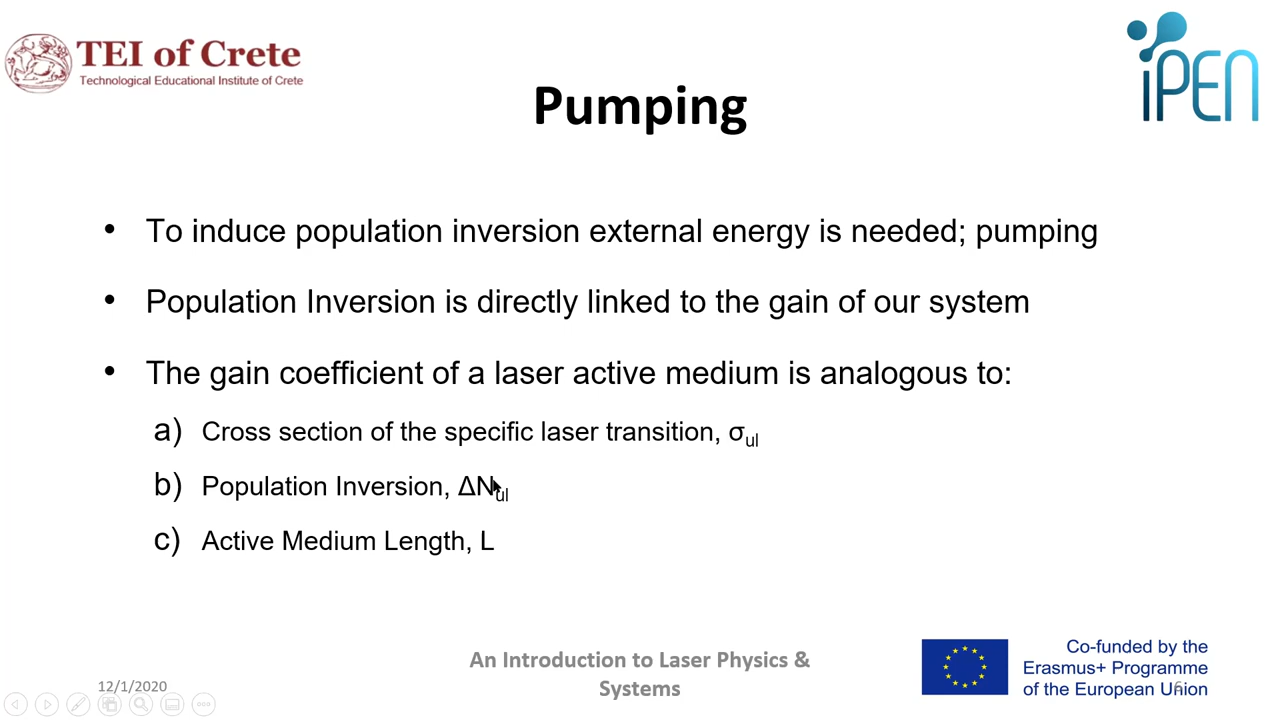 TEI of Crete
Technological Educational Institute of Crete
iPEN
Pumping
• To induce population inversion external energy is needed; pumping
• Population Inversion is directly linked to the gain of our system
• The gain coefficient of a laser active medium is analogous to:
a) Cross section of the specific laser transition, σul
b) Population Inversion, ΔNul
c) Active Medium Length, L
An Introduction to Laser Physics &
Systems
12/1/2020
Co-funded by the
Erasmus+ Programme
of the European Union